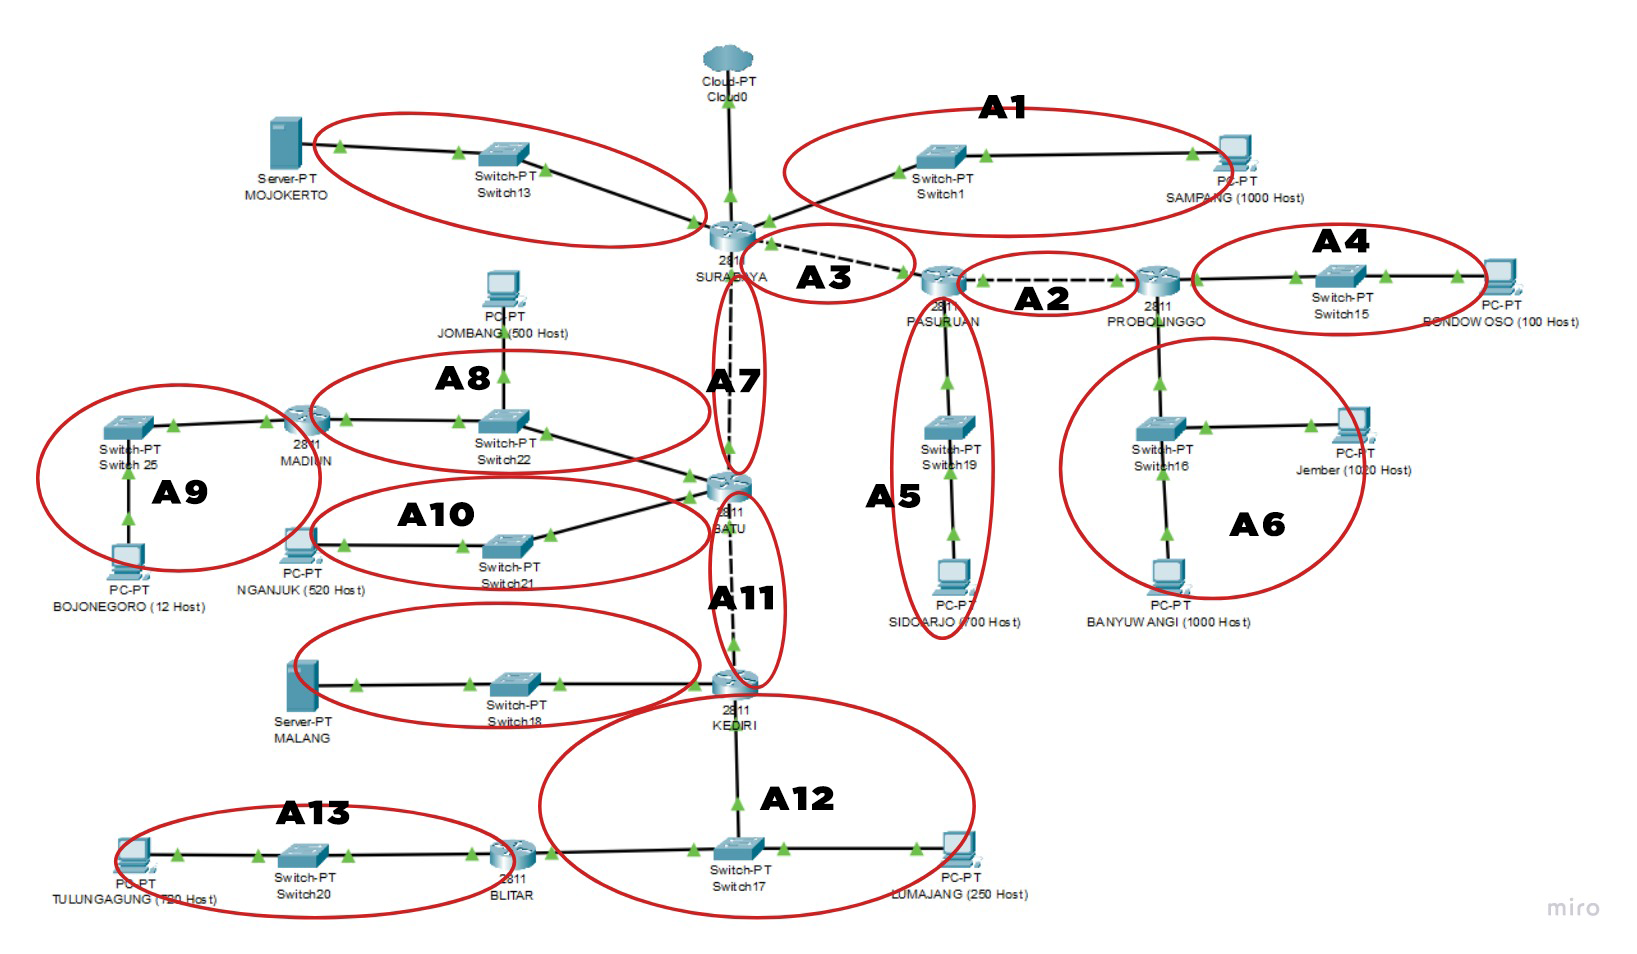 Cloud-PT
Cloud0
A1
Server-PT
MOJOKERTO
Switch-PT
Switch13
Switch-PT
Switch1
PC-PT
SAMPANG (1000 Host)
2811
SURABAYA
A3
2811
PASURUAN
A2
2811
PROBOLINGGO
A4
Switch-PT
Switch15
PC-PT
BONDOWOSO (100 Host)
PC-PT
JOMBANG (500 Host)
A8
A7
Switch-PT
Switch 25
2811
MADIUN
Switch-PT
Switch22
A9
A10
2811
BATU
A5
Switch-PT
Switch19
Switch-PT
Switch16
PC-PT
Jember (1020 Host)
A6
PC-PT
BOJONEGORO (12 Host)
PC-PT
NGANJUK (520 Host)
Switch-PT
Switch21
A11
PC-PT
SIDOARJO (700 Host)
PC-PT
BANYUWANGI (1000 Host)
Server-PT
MALANG
Switch-PT
Switch18
2811
KEDIRI
A13
A12
PC-PT
TULUNGAGUNG (720 Host)
Switch-PT
Switch20
2811
BLITAR
Switch-PT
Switch17
PC-PT
LUMAJANG (250 Host)
miro